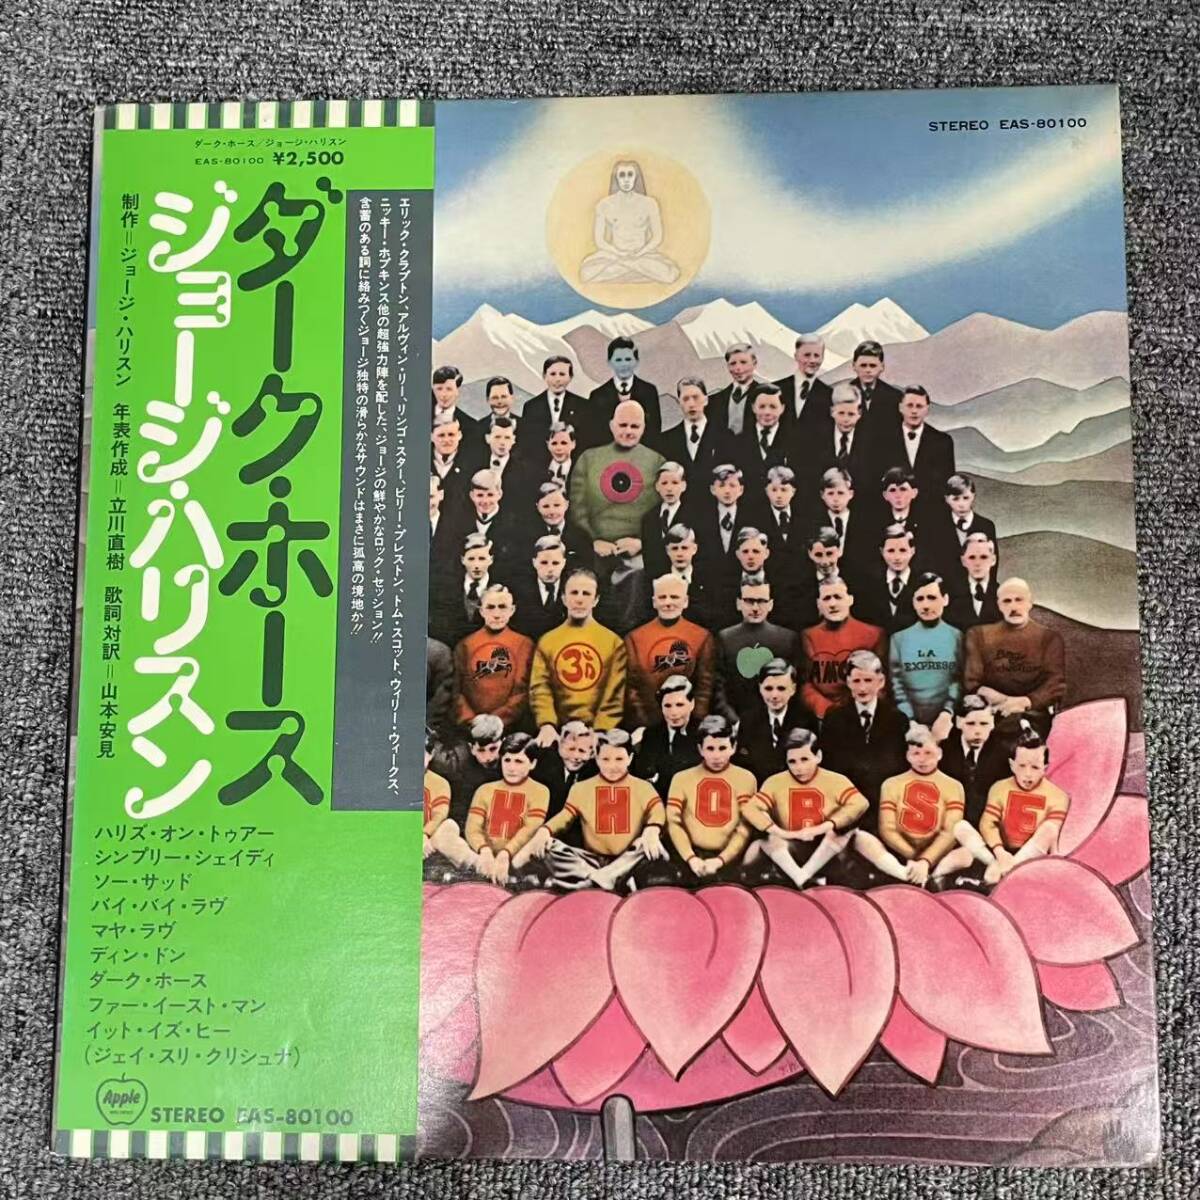 ダーク・ホース/ジョージ・ハリスン
EAS-80100 ¥2,500
ダーク・ホース
ジョージ・ハリスン
制作=ジョージ・ハリスン 年表作成=立川直樹 歌詞対訳=山本安見
エリック・クラプトン、アルヴィン・リー、リンゴ・スター、ビリー・プレストン、トム・スコット、ウィリー・ウィークス、
ニッキー・ホプキンス他の超強力陣を配した、ジョージの鮮やかなロック・セッション!!
含蓄のある詞に絡みつくジョージ独特の滑らかなサウンドはまさに孤高の境地か!!
ハリズ・オン・トゥアー
シンプリー・シェイディ
ソー・サッド
バイ・バイ・ラヴ
マヤ・ラヴ
ディン・ドン
ダーク・ホース
ファー・イースト・マン
イット・イズ・ヒー
(ジェイ・スリ・クリシュナ)
Apple
STEREO EAS-80100
STEREO EAS-80100
LA
EXPRESS
RKHORSE